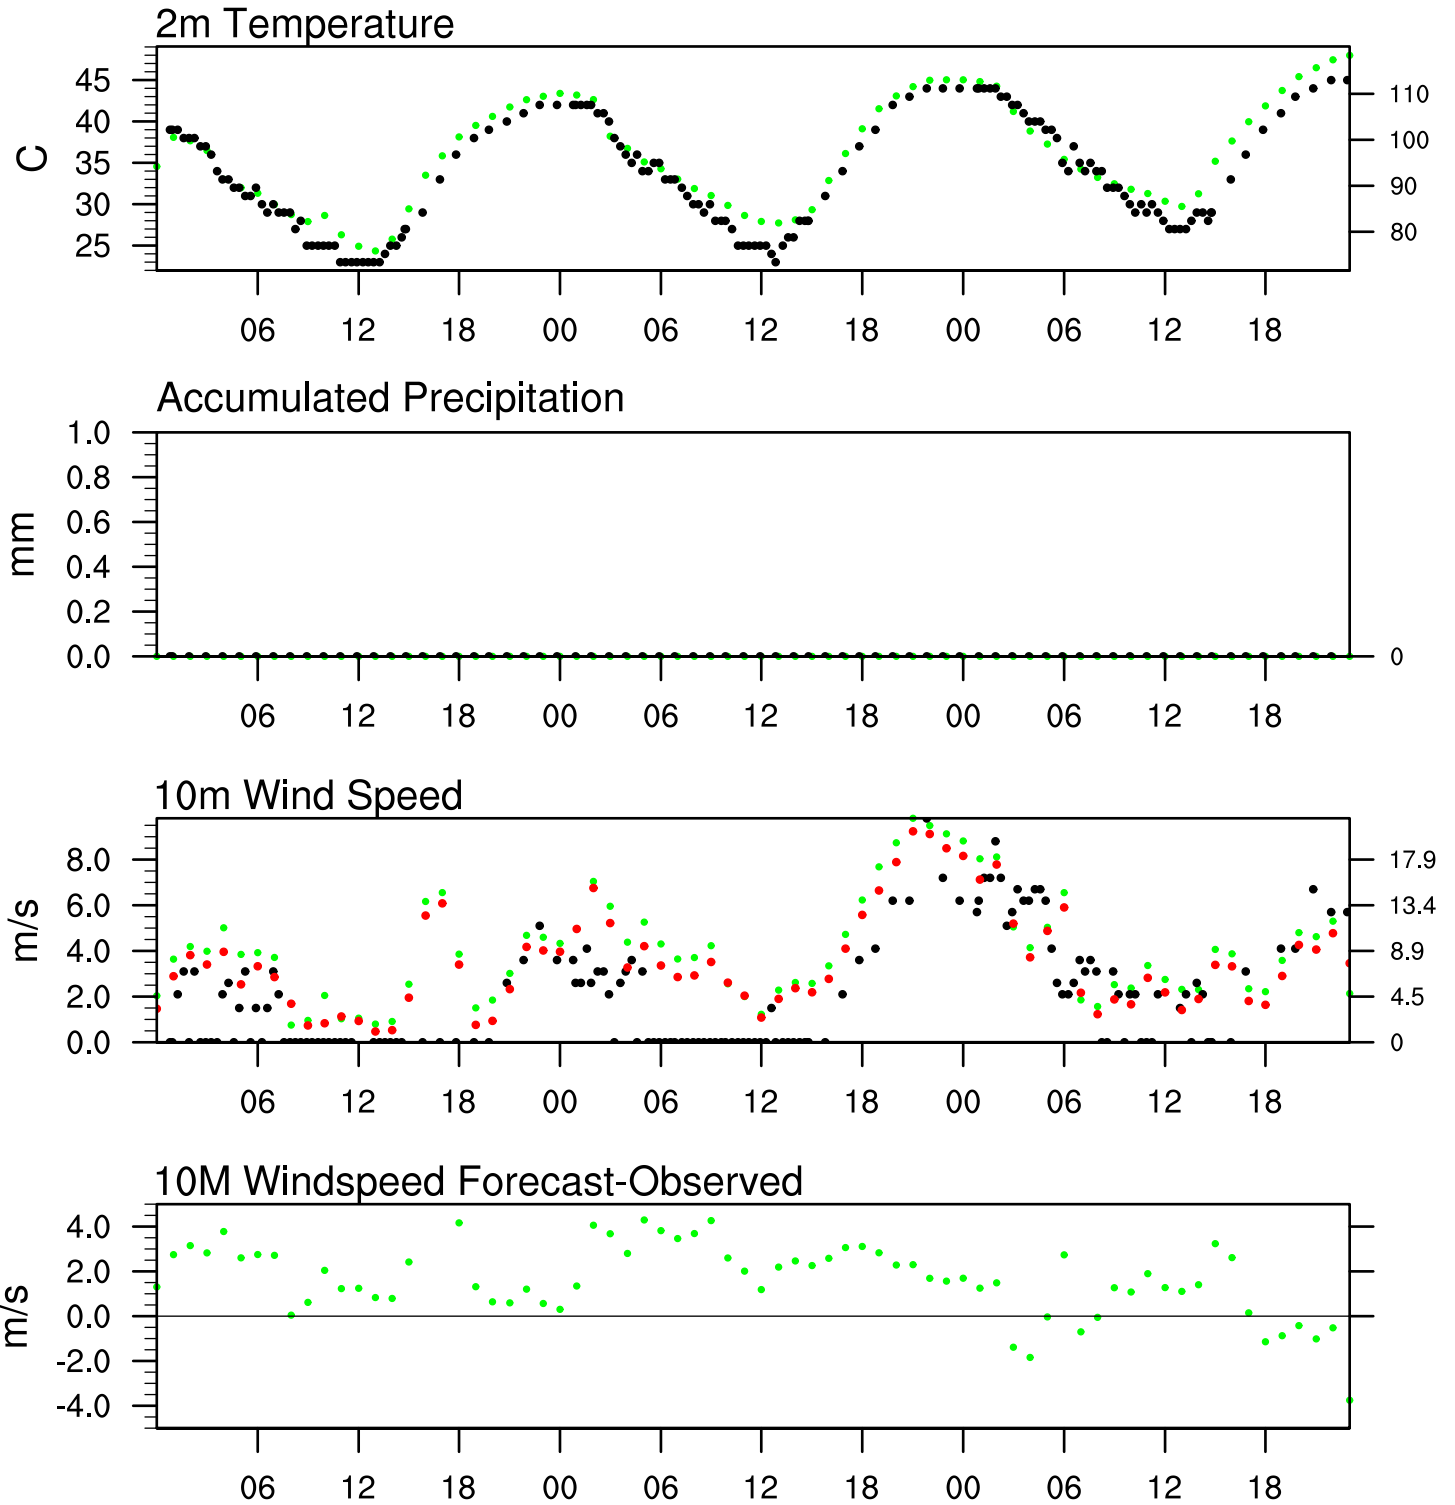 2m Temperature
45
40
35
30
25
C
110
100
90
80
06 12 18 00 06 12 18 00 06 12 18
Accumulated Precipitation
1.0
0.8
0.6
0.4
0.2
0.0
mm
0
06 12 18 00 06 12 18 00 06 12 18
10m Wind Speed
8.0
6.0
4.0
2.0
0.0
m/s
17.9
13.4
8.9
4.5
0
06 12 18 00 06 12 18 00 06 12 18
10M Windspeed Forecast-Observed
4.0
2.0
0.0
-2.0
-4.0
m/s
06 12 18 00 06 12 18 00 06 12 18